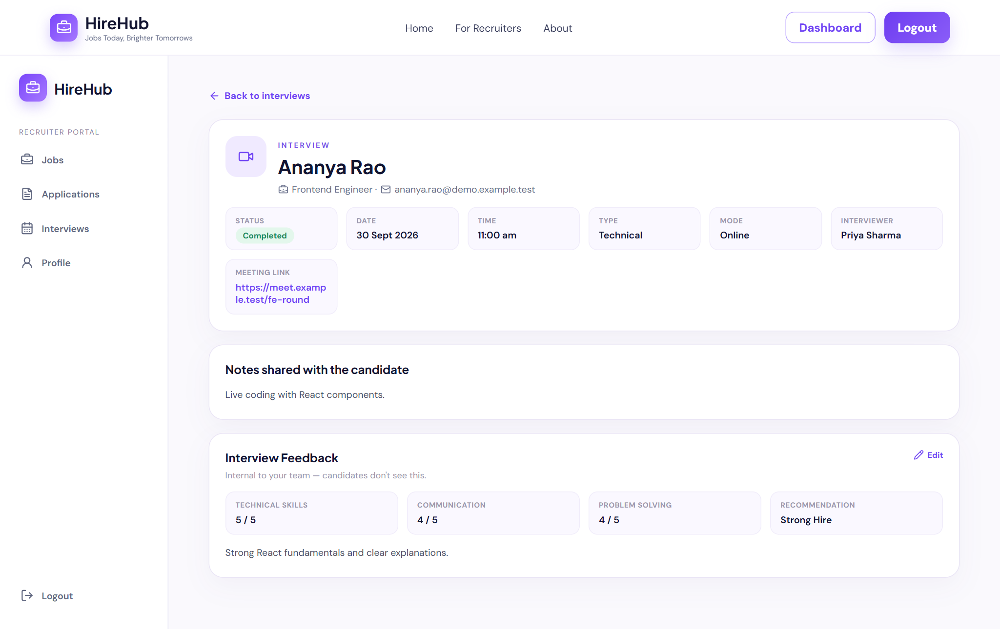 HireHub
Jobs Today, Brighter Tomorrows
Home
For Recruiters
About
Dashboard
Logout
HireHub
RECRUITER PORTAL
Jobs
Applications
Interviews
Profile
Logout
Back to interviews
INTERVIEW
Ananya Rao
Frontend Engineer · ananya.rao@demo.example.test
STATUS
Completed
DATE
30 Sept 2026
TIME
11:00 am
TYPE
Technical
MODE
Online
INTERVIEWER
Priya Sharma
MEETING LINK
https://meet.examp
le.test/fe-round
Notes shared with the candidate
Live coding with React components.
Interview Feedback
Edit
Internal to your team — candidates don't see this.
TECHNICAL SKILLS
5 / 5
COMMUNICATION
4 / 5
PROBLEM SOLVING
4 / 5
RECOMMENDATION
Strong Hire
Strong React fundamentals and clear explanations.